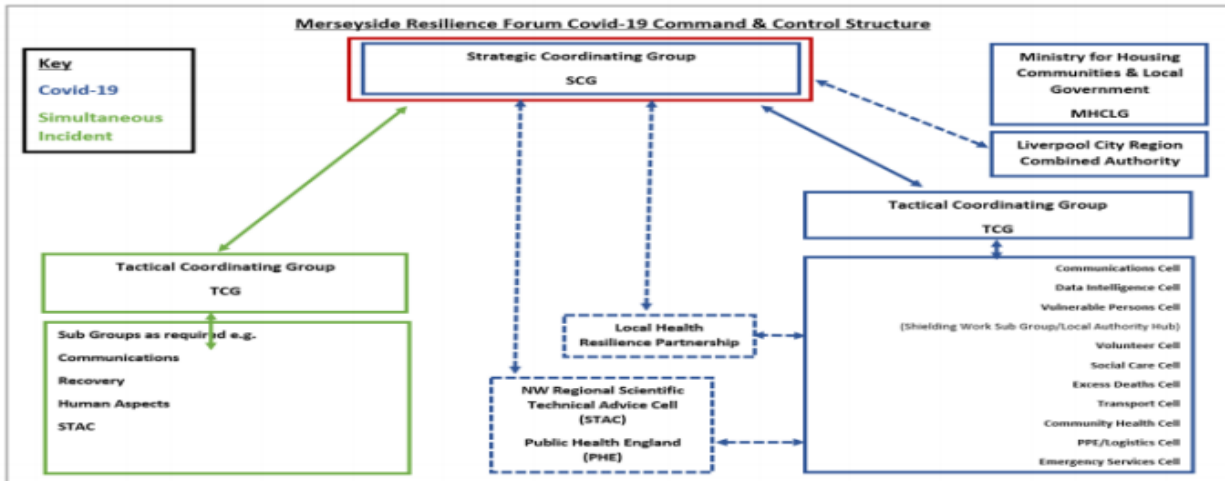 Merseyside Resilience Forum Covid-19 Command & Control Structure
Key
Covid-19
Simultaneous
Incident
Strategic Coordinating Group
SCG
Ministry for Housing
Communities & Local
Government
MHCLG
Liverpool City Region
Combined Authority
Tactical Coordinating Group
TCG
Tactical Coordinating Group
TCG
Sub Groups as required e.g.
Communications
Recovery
Human Aspects
STAC
Local Health
Resilience Partnership
NW Regional Scientific
Technical Advice Cell
(STAC)
Public Health England
(PHE)
Communications Cell
Data Intelligence Cell
Vulnerable Persons Cell
(Shielding Work Sub Group/Local Authority Hub)
Volunteer Cell
Social Care Cell
Excess Deaths Cell
Transport Cell
Community Health Cell
PPE/Logistics Cell
Emergency Services Cell